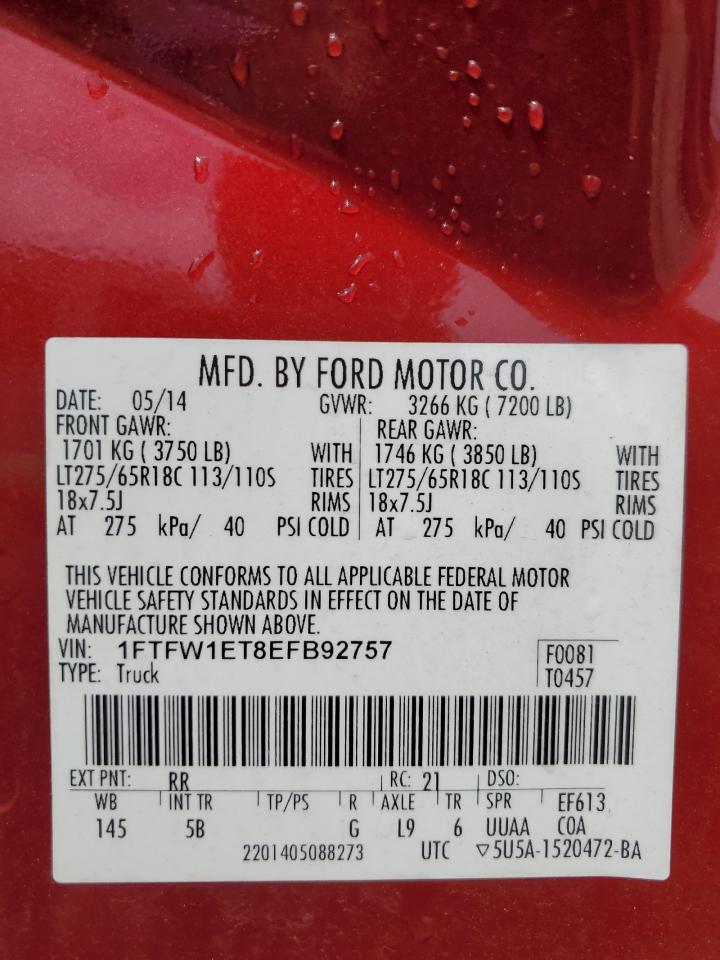 MFD. BY FORD MOTOR CO.
DATE: 05/14 GVWR: 3266 KG ( 7200 LB)
FRONT GAWR: REAR GAWR:
1701 KG ( 3750 LB) WITH 1746 KG ( 3850 LB) WITH
LT275/65R18C 113/110S TIRES LT275/65R18C 113/110S TIRES
18x7.5J RIMS 18x7.5J RIMS
AT 275 kPa/ 40 PSI COLD AT 275 kPa/ 40 PSI COLD
THIS VEHICLE CONFORMS TO ALL APPLICABLE FEDERAL MOTOR
VEHICLE SAFETY STANDARDS IN EFFECT ON THE DATE OF
MANUFACTURE SHOWN ABOVE.
VIN: 1FTFW1ET8EFB92757 F0081
TYPE: Truck T0457
EXT PNT: RR RC: 21 DSO:
WB INT TR TP/PS R AXLE TR SPR EF613
145 5B G L9 6 UUAA COA
2201405088273 UTC ▽5U5A-1520472-BA